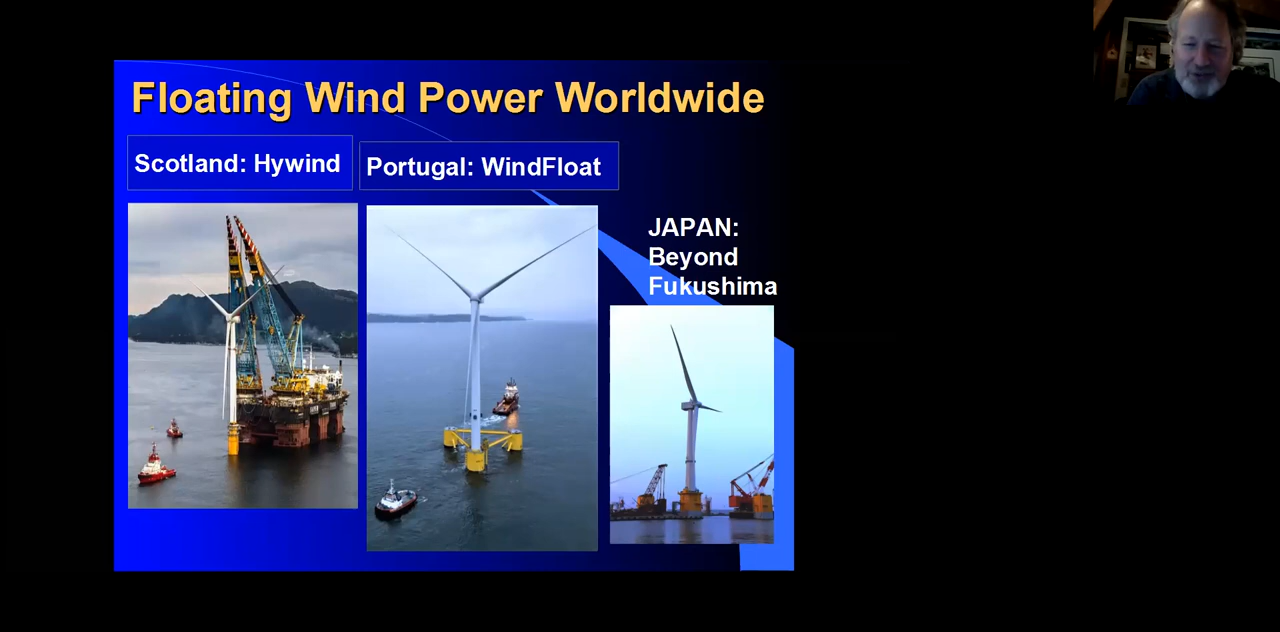 Floating Wind Power Worldwide
Scotland: Hywind
Portugal: WindFloat
JAPAN:
Beyond
Fukushima